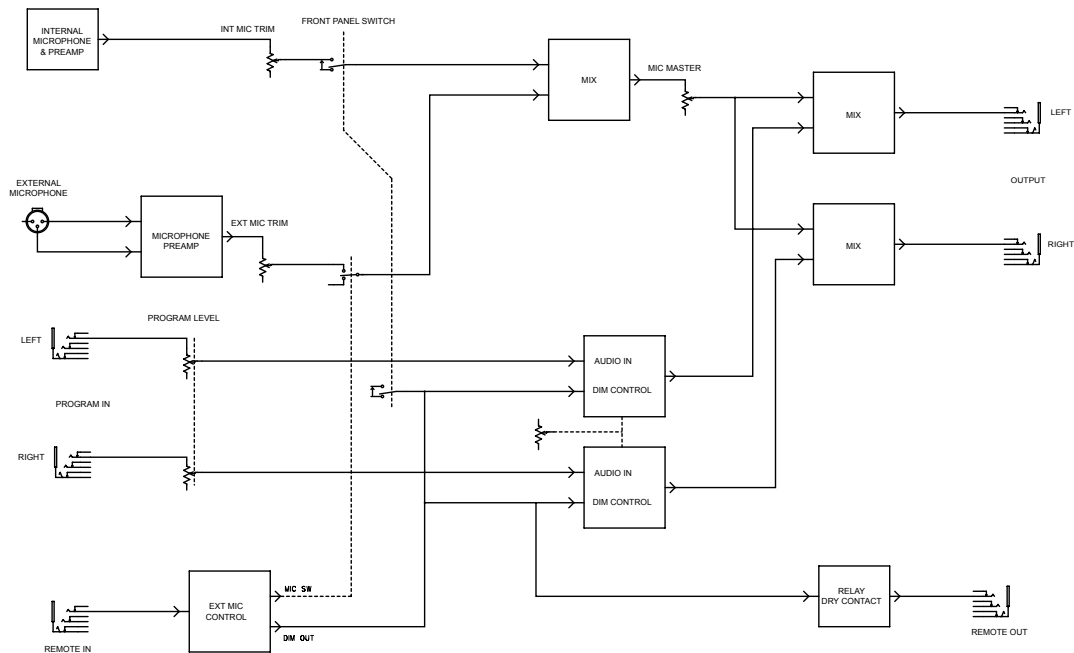 INTERNAL
MICROPHONE
& PREAMP
INT MIC TRIM
FRONT PANEL SWITCH
MIX
MIC MASTER
MIX
LEFT
OUTPUT
EXTERNAL
MICROPHONE
MICROPHONE
PREAMP
EXT MIC TRIM
MIX
RIGHT
PROGRAM LEVEL
LEFT
PROGRAM IN
RIGHT
AUDIO IN
DIM CONTROL
AUDIO IN
DIM CONTROL
EXT MIC
CONTROL
MIC SW
DIM OUT
REMOTE IN
RELAY
DRY CONTACT
REMOTE OUT